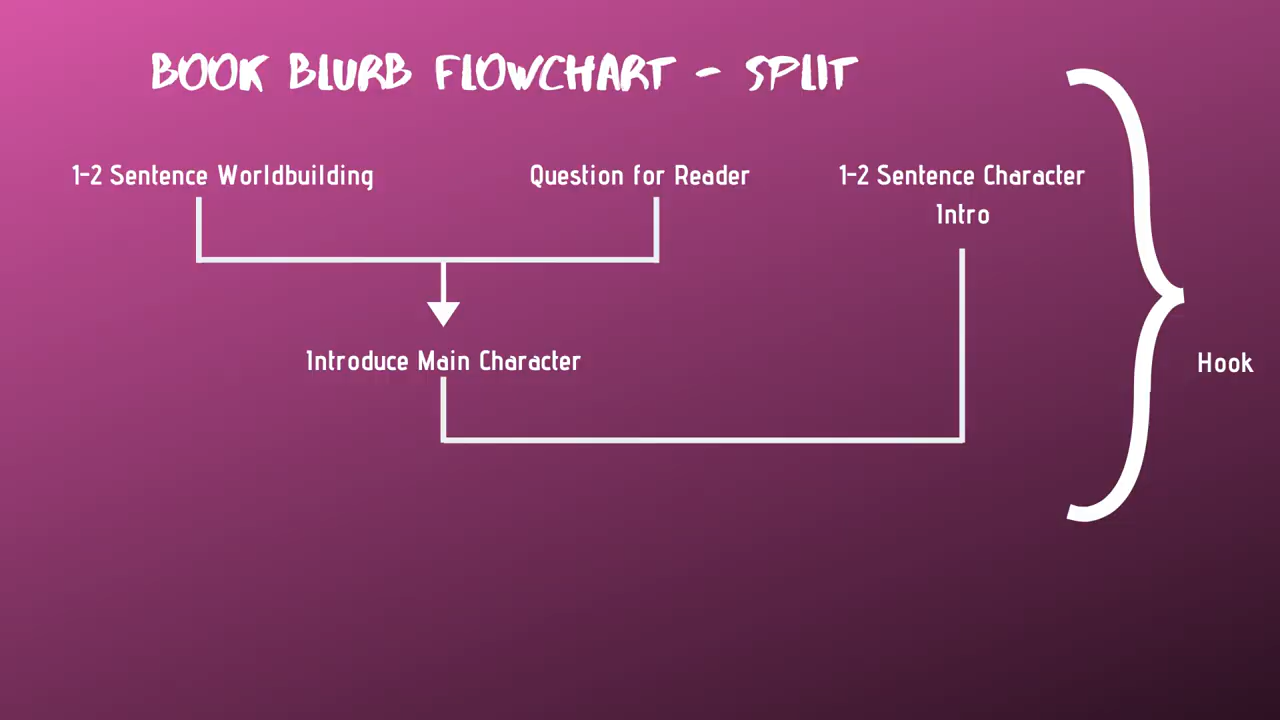 BOOK BLURB FLOWCHART - SPLIT
1-2 Sentence Worldbuilding
Question for Reader
1-2 Sentence Character
Intro
Introduce Main Character
Hook